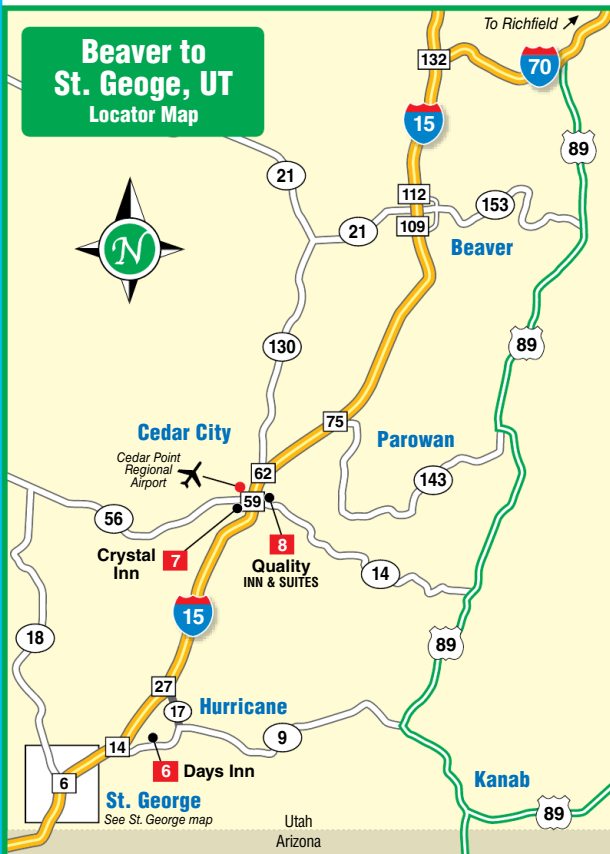 Beaver to
St. Geoge, UT
Locator Map
To Richfield
132
70
15
89
N
21
112
153
21
109
Beaver
130
89
75
Cedar City
Parowan
Cedar Point
Regional
Airport
62
143
59
56
Crystal
Inn
7
8
Quality
INN & SUITES
14
15
18
89
27
Hurricane
17
14
9
6
Days Inn
6
St. George
See St. George map
Kanab
89
Utah
Arizona